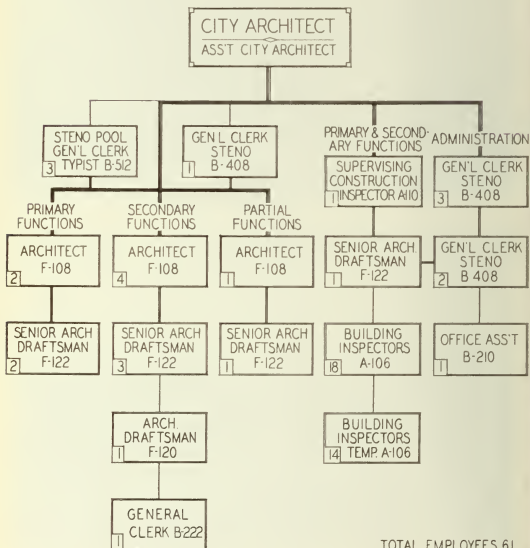 CITY ARCHITECT
ASS'T CITY ARCHITECT
STENO POOL
GEN'L CLERK
TYPIST B-512
3
GEN'L CLERK
STENO
B-408
1
PRIMARY & SECOND-
ARY FUNCTIONS
SUPERVISING
CONSTRUCTION
INSPECTOR A110
1
ADMINISTRATION
GEN'L CLERK
STENO
B-408
3
PRIMARY
FUNCTIONS
ARCHITECT
F-108
2
SECONDARY
FUNCTIONS
ARCHITECT
F-108
4
PARTIAL
FUNCTIONS
ARCHITECT
F-108
1
SENIOR ARCH.
DRAFTSMAN
F-122
1
GEN'L CLERK
STENO
B 408
2
SENIOR ARCH
DRAFTSMAN
F-122
2
SENIOR ARCH
DRAFTSMAN
F-122
3
SENIOR ARCH
DRAFTSMAN
F-122
1
BUILDING
INSPECTORS
A-106
18
OFFICE ASS'T
B-210
1
ARCH.
DRAFTSMAN
F-120
1
BUILDING
INSPECTORS
TEMP. A-106
14
GENERAL
CLERK B-222
1
TOTAL EMPLOYEES 61